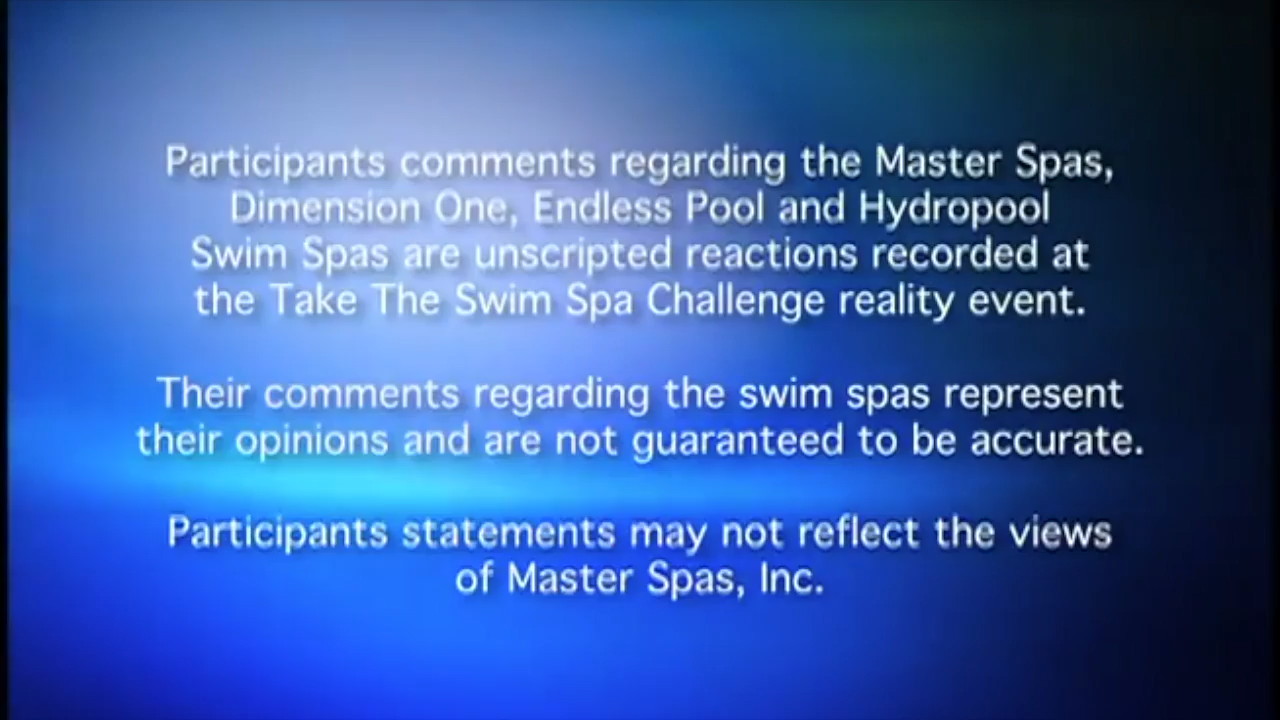 Participants comments regarding the Master Spas,
Dimension One, Endless Pool and Hydropool
Swim Spas are unscripted reactions recorded at
the Take The Swim Spa Challenge reality event.
Their comments regarding the swim spas represent
their opinions and are not guaranteed to be accurate.
Participants statements may not reflect the views
of Master Spas, Inc.